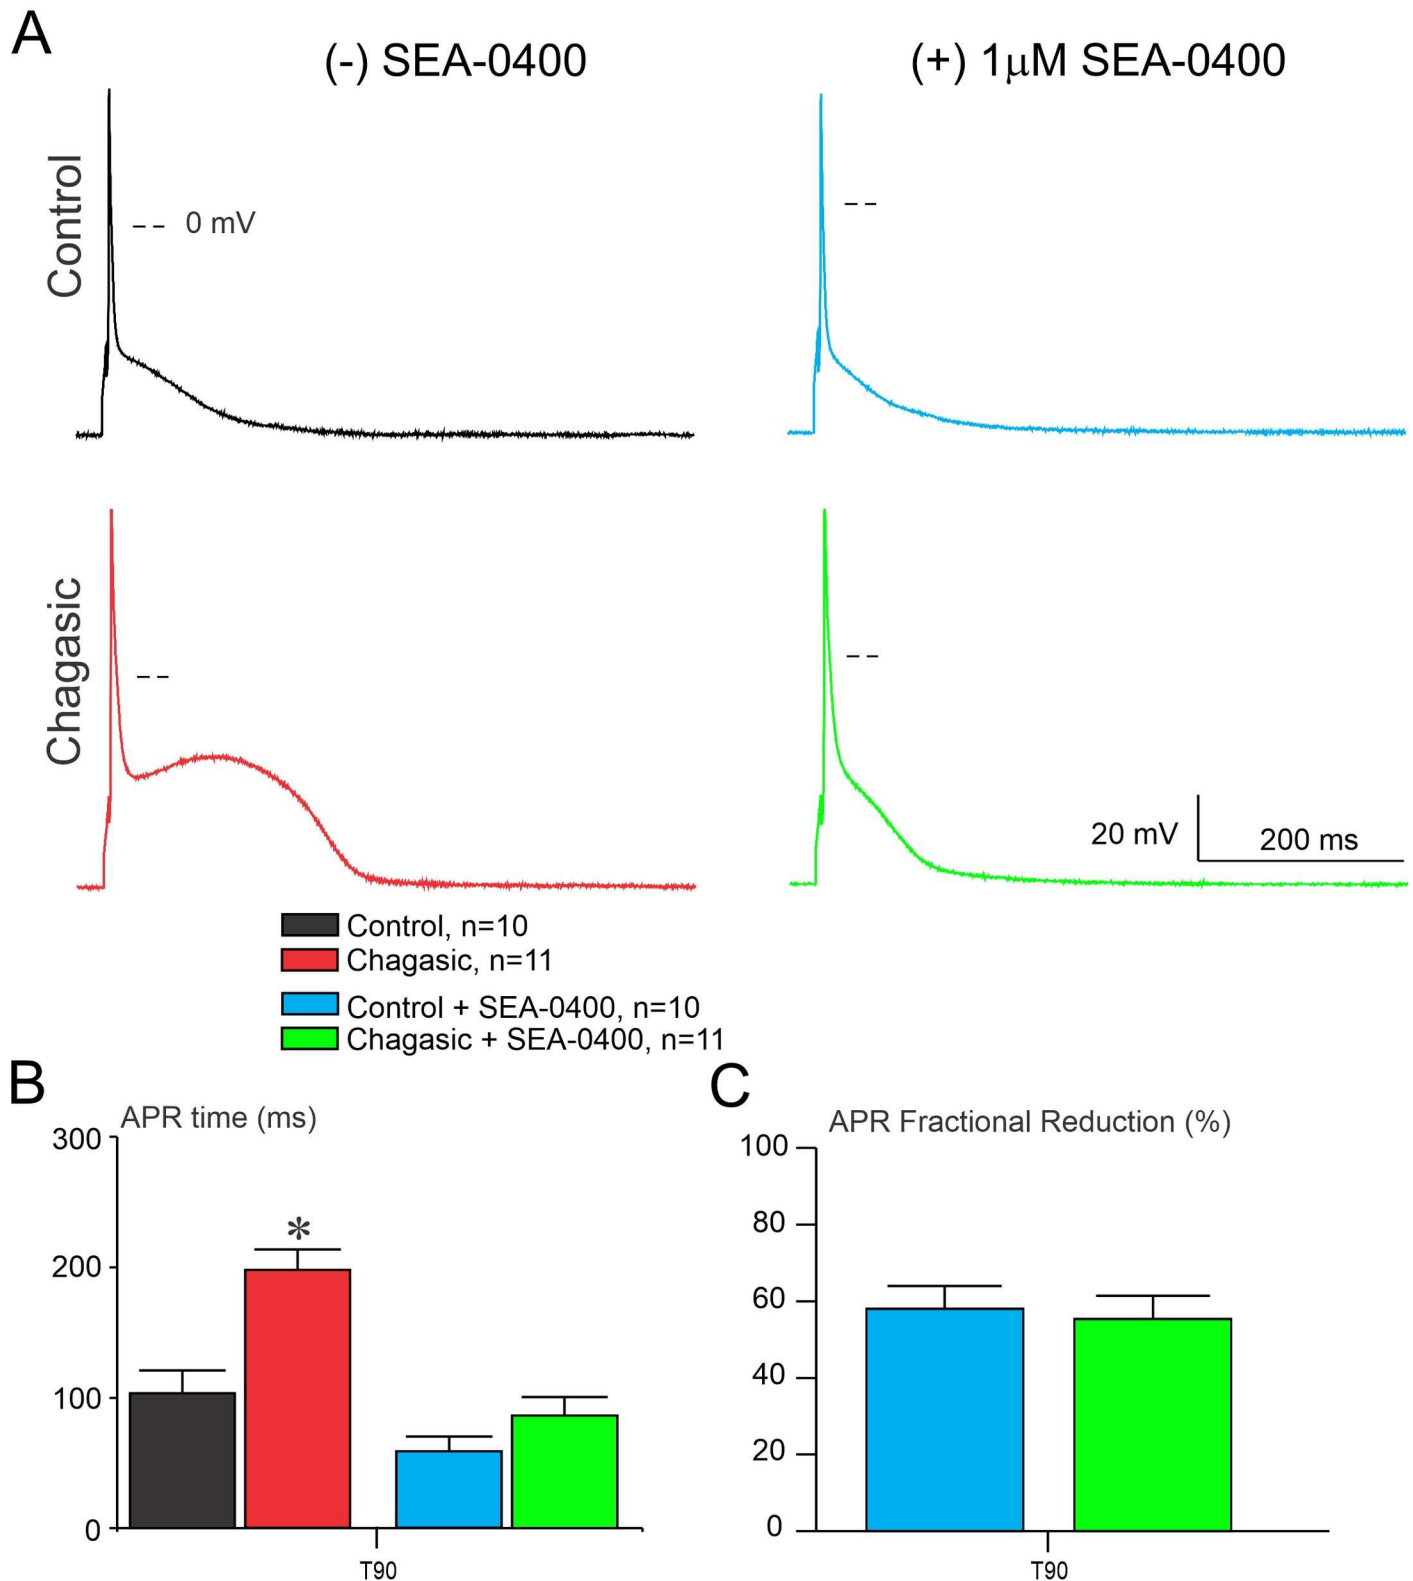 A
(-) SEA-0400
(+) 1μM SEA-0400
Control
-- 0 mV
--
Chagasic
--
--
20 mV
200 ms
Control, n=10
Chagasic, n=11
Control + SEA-0400, n=10
Chagasic + SEA-0400, n=11
B
APR time (ms)
300
200
*
100
0
T90
C
APR Fractional Reduction (%)
100
80
60
40
20
0
T90